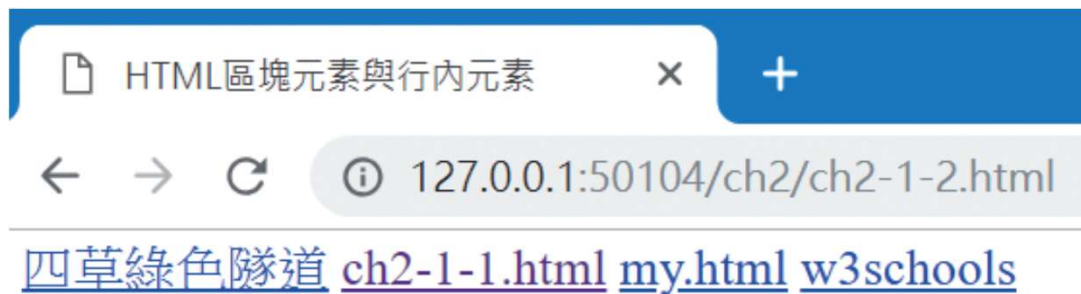 HTML區塊元素與行內元素
127.0.0.1:50104/ch2/ch2-1-2.html
四草綠色隧道 ch2-1-1.html my.html w3schools